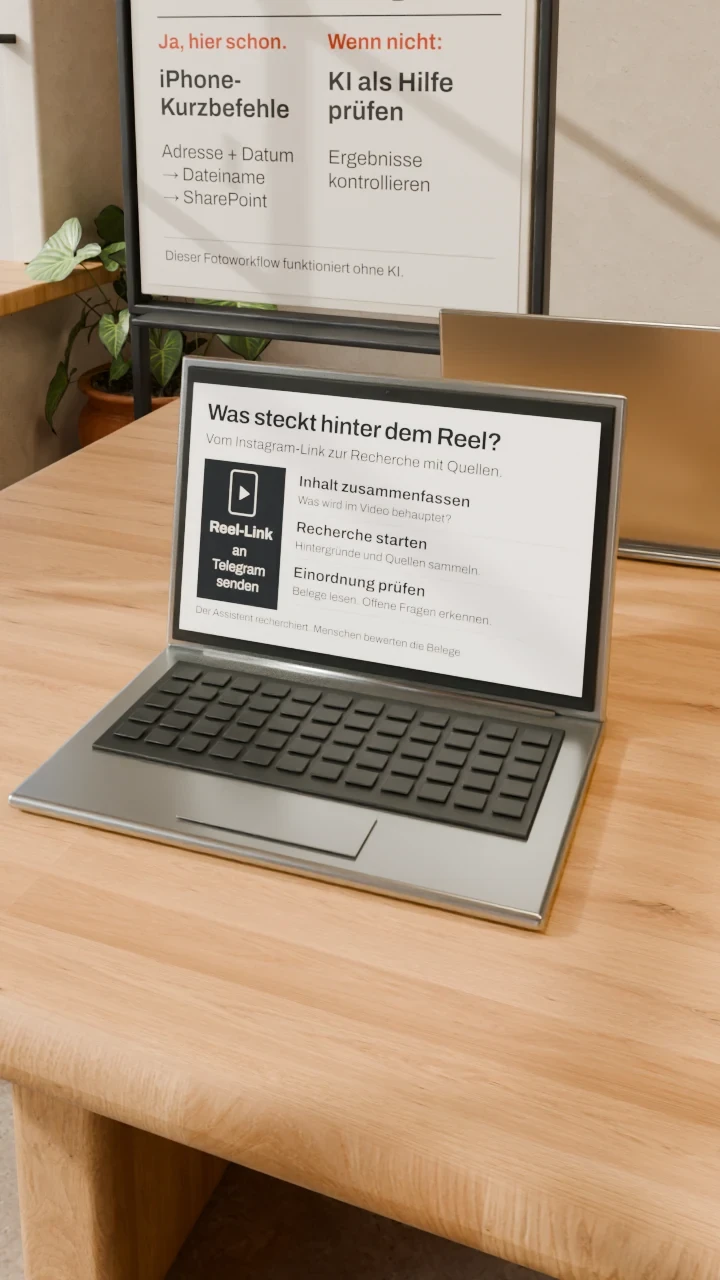 Ja, hier schon.
iPhone-
Kurzbefehle
Adresse + Datum
→ Dateiname
→ SharePoint
Wenn nicht:
KI als Hilfe
prüfen
Ergebnisse
kontrollieren
Dieser Fotoworkflow funktioniert ohne KI.
Was steckt hinter dem Reel?
Vom Instagram-Link zur Recherche mit Quellen.
Reel-Link
an
Telegram
senden
Inhalt zusammenfassen
Was wird im Video behauptet?
Recherche starten
Hintergründe und Quellen sammeln.
Einordnung prüfen
Belege lesen. Offene Fragen erkennen.
Der Assistent recherchiert. Menschen bewerten die Belege